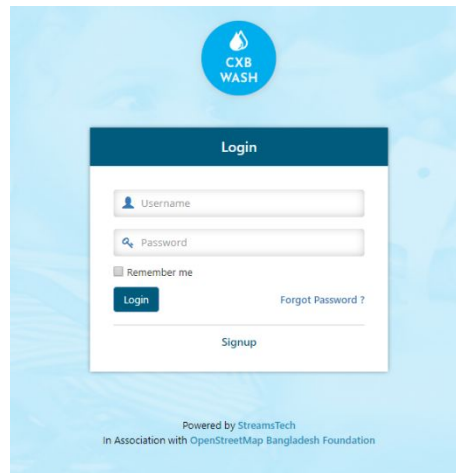 CXB
WASH
Login
Username
Password
Remember me
Login
Forgot Password ?
Signup
Powered by StreamsTech
In Association with OpenStreetMap Bangladesh Foundation